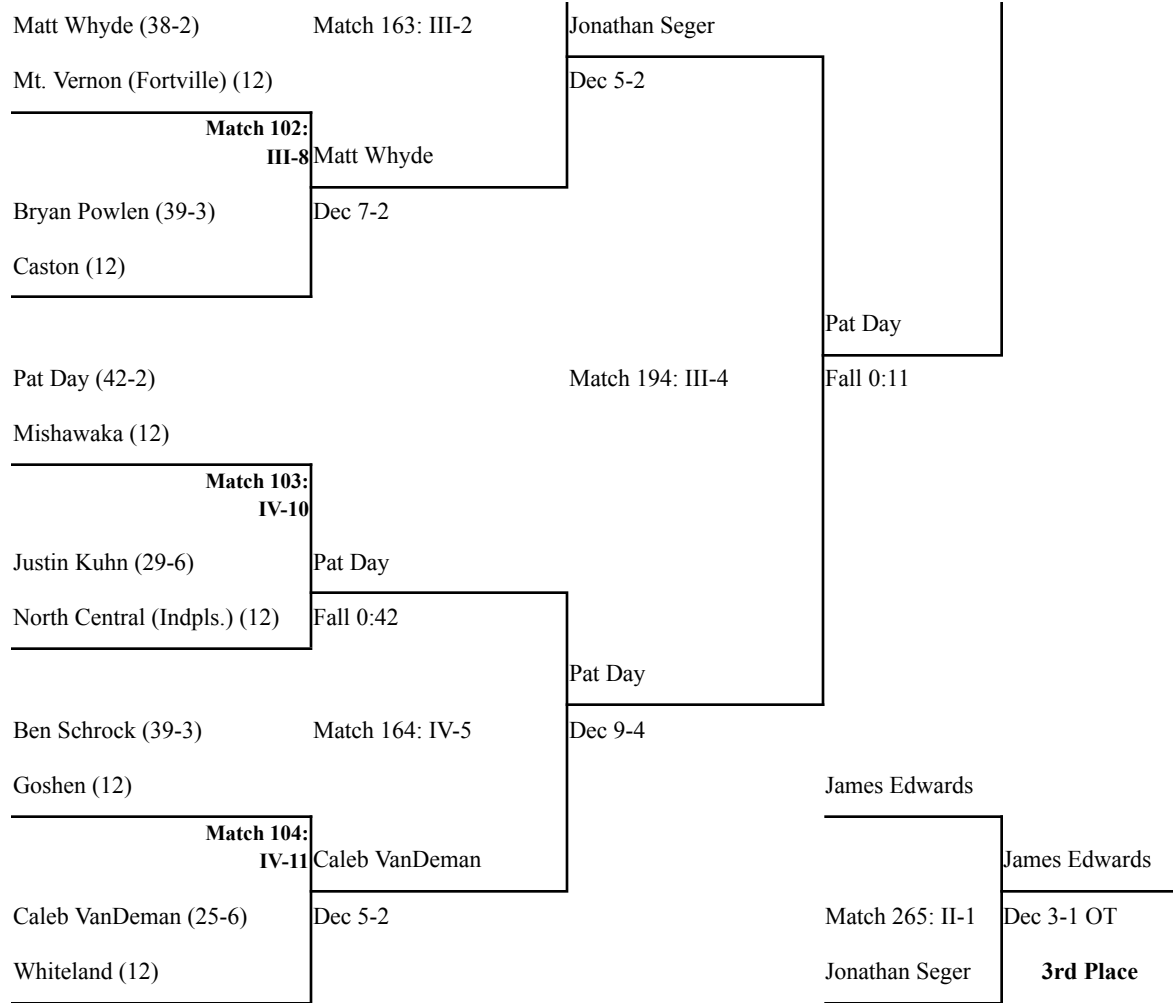 Matt Whyde (38-2) Match 163: III-2 Jonathan Seger
Mt. Vernon (Fortville) (12) Dec 5-2
Match 102:
III-8 Matt Whyde
Bryan Powlen (39-3) Dec 7-2
Caston (12)
Pat Day
Pat Day (42-2) Match 194: III-4 Fall 0:11
Mishawaka (12)
Match 103:
IV-10
Justin Kuhn (29-6) Pat Day
North Central (Indpls.) (12) Fall 0:42
Pat Day
Ben Schrock (39-3) Match 164: IV-5 Dec 9-4
Goshen (12) James Edwards
Match 104:
IV-11 Caleb VanDeman James Edwards
Caleb VanDeman (25-6) Dec 5-2 Match 265: II-1 Dec 3-1 OT
Whiteland (12) Jonathan Seger 3rd Place